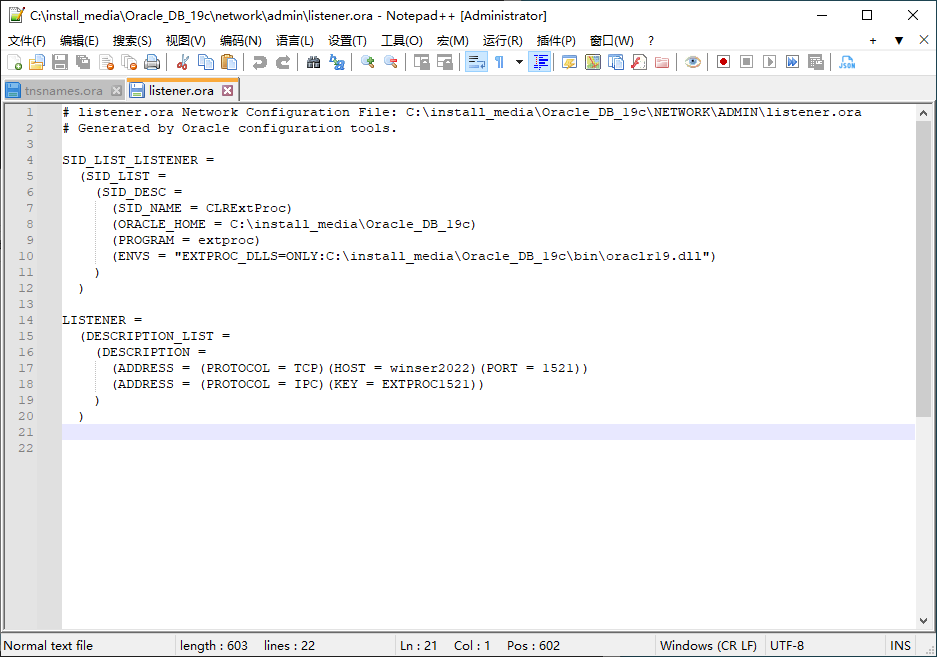 C:\install_media\Oracle_DB_19c\network\admin\listener.ora - Notepad++ [Administrator]
文件(F) 编辑(E) 搜索(S) 视图(V) 编码(N) 语言(L) 设置(T) 工具(O) 宏(M) 运行(R) 插件(P) 窗口(W) ? + ▼ ✕
JSON
tnsnames.ora listener.ora
1 # listener.ora Network Configuration File: C:\install_media\Oracle_DB_19c\NETWORK\ADMIN\listener.ora
2 # Generated by Oracle configuration tools.
3
4 SID_LIST_LISTENER =
5   (SID_LIST =
6     (SID_DESC =
7       (SID_NAME = CLRExtProc)
8       (ORACLE_HOME = C:\install_media\Oracle_DB_19c)
9       (PROGRAM = extproc)
10       (ENVS = "EXTPROC_DLLS=ONLY:C:\install_media\Oracle_DB_19c\bin\oraclr19.dll")
11     )
12   )
13
14 LISTENER =
15   (DESCRIPTION_LIST =
16     (DESCRIPTION =
17       (ADDRESS = (PROTOCOL = TCP)(HOST = winser2022)(PORT = 1521))
18       (ADDRESS = (PROTOCOL = IPC)(KEY = EXTPROC1521))
19     )
20   )
21
22
Normal text file length : 603 lines : 22 Ln : 21 Col : 1 Pos : 602 Windows (CR LF) UTF-8 INS